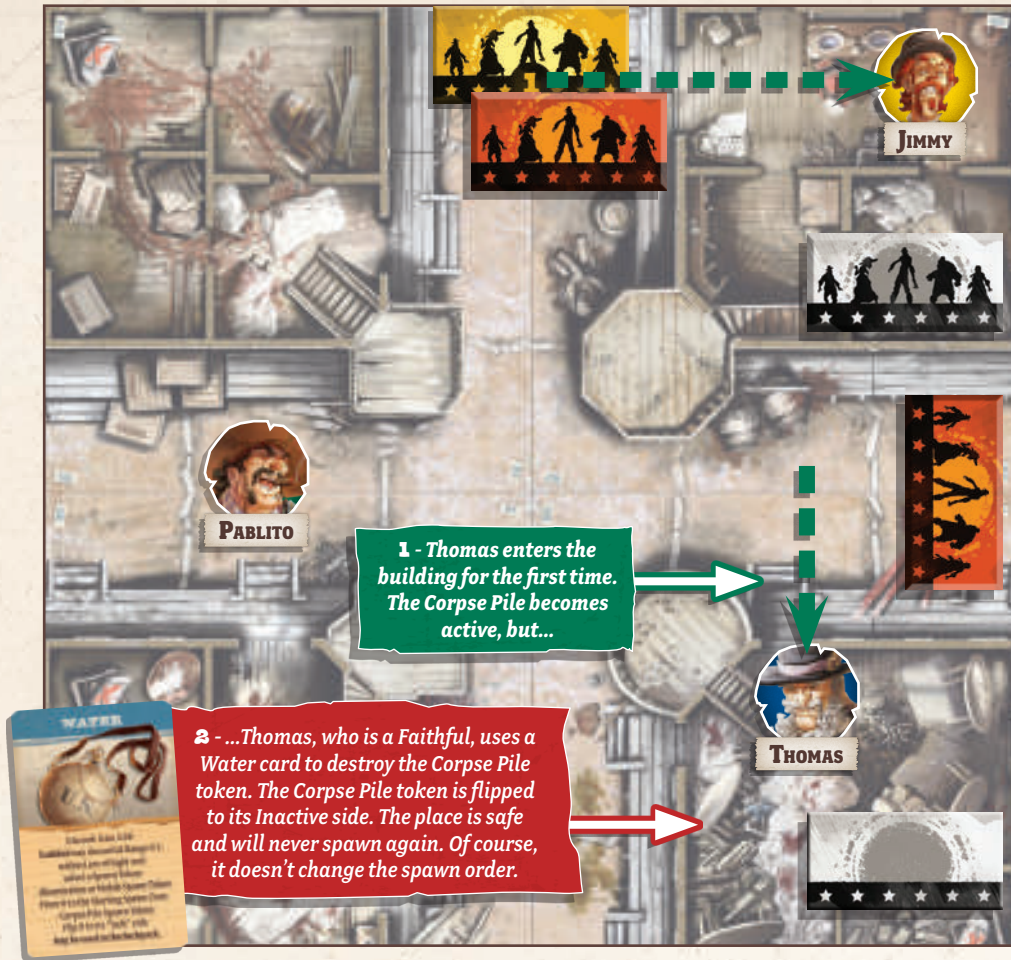 JIMMY
PABLITO
1 - Thomas enters the
building for the first time.
The Corpse Pile becomes
active, but...
THOMAS
WATER
2 - ...Thomas, who is a Faithful, uses a
Water card to destroy the Corpse Pile
token. The Corpse Pile token is flipped
to its Inactive side. The place is safe
and will never spawn again. Of course,
it doesn't change the spawn order.